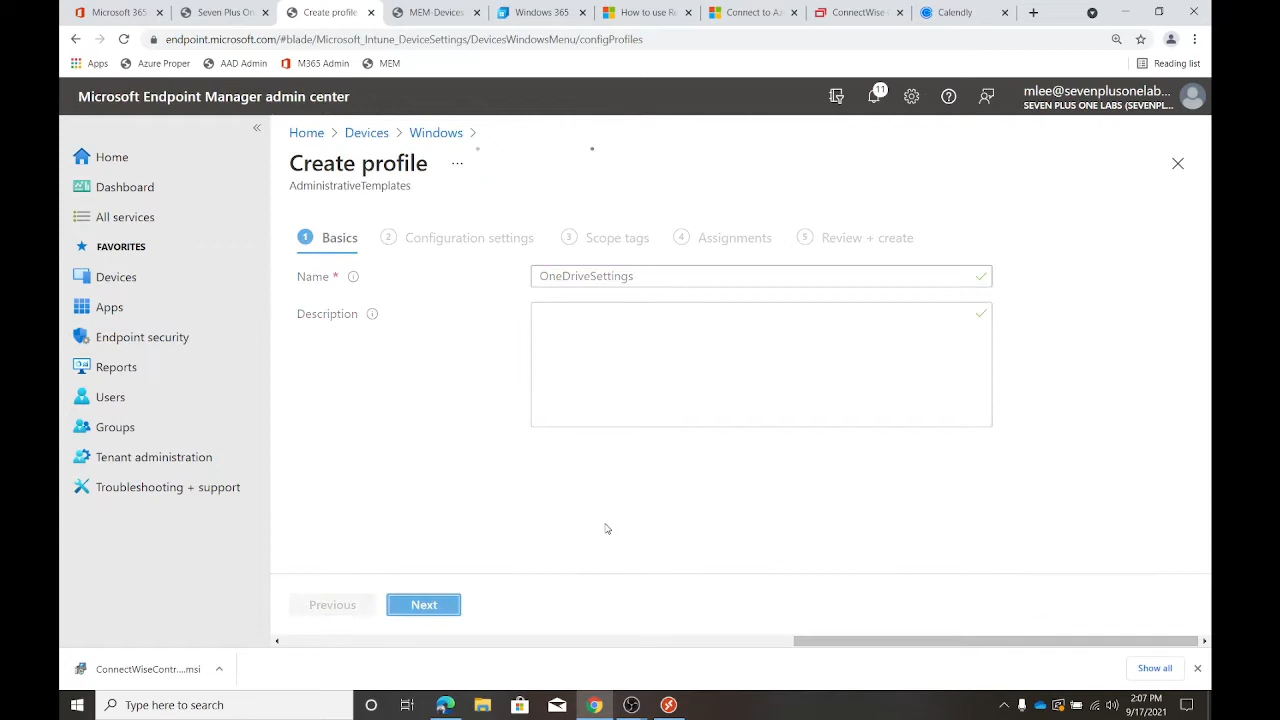 Microsoft 365
Seven Plus On
Create profile
MEM-Devices
Windows 365
How to use Re
Connect to Az
ConnectWise C
Calendly
endpoint.microsoft.com/#blade/Microsoft_Intune_DeviceSettings/DevicesWindowsMenu/configProfiles
Apps
Azure Proper
AAD Admin
M365 Admin
MEM
Reading list
Microsoft Endpoint Manager admin center
11
mlee@sevenplusonelab...
SEVEN PLUS ONE LABS (SEVENPL...
Home
Dashboard
All services
FAVORITES
Devices
Apps
Endpoint security
Reports
Users
Groups
Tenant administration
Troubleshooting + support
Home > Devices > Windows >
Create profile ...
AdministrativeTemplates
1 Basics
2 Configuration settings
3 Scope tags
4 Assignments
5 Review + create
Name *
OneDriveSettings
Description
Previous
Next
ConnectWiseContr....msi
Show all
Type here to search
2:07 PM
9/17/2021